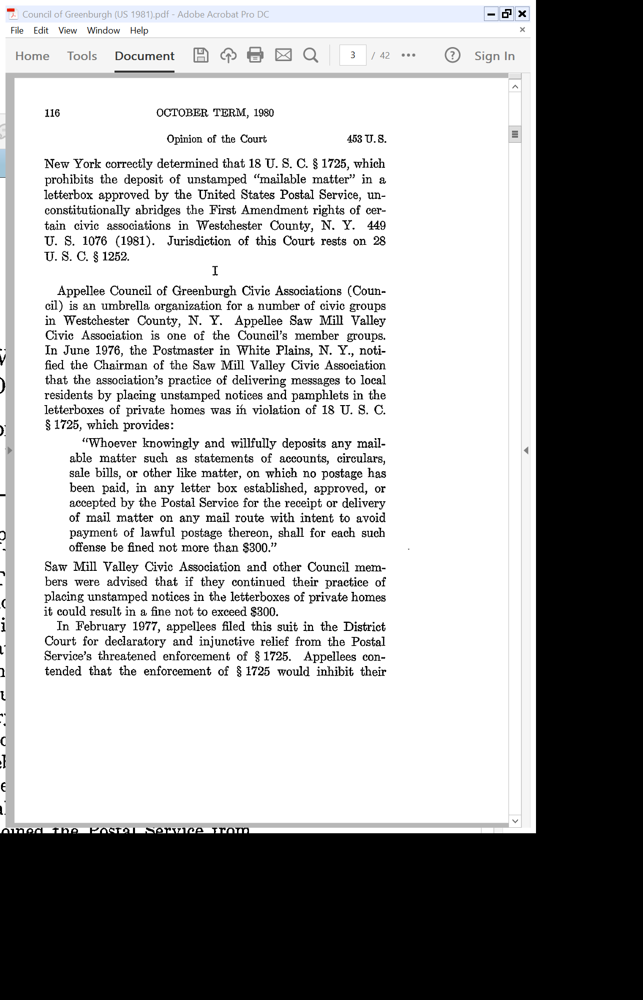 Council of Greenburgh (US 1981).pdf - Adobe Acrobat Pro DC
File Edit View Window Help
Home Tools Document 3 / 42 Sign In
116 OCTOBER TERM, 1980
Opinion of the Court 453 U. S.
New York correctly determined that 18 U. S. C. § 1725, which
prohibits the deposit of unstamped “mailable matter” in a
letterbox approved by the United States Postal Service, un-
constitutionally abridges the First Amendment rights of cer-
tain civic associations in Westchester County, N. Y. 449
U. S. 1076 (1981). Jurisdiction of this Court rests on 28
U. S. C. § 1252.
I
Appellee Council of Greenburgh Civic Associations (Coun-
cil) is an umbrella organization for a number of civic groups
in Westchester County, N. Y. Appellee Saw Mill Valley
Civic Association is one of the Council’s member groups.
In June 1976, the Postmaster in White Plains, N. Y., noti-
fied the Chairman of the Saw Mill Valley Civic Association
that the association’s practice of delivering messages to local
residents by placing unstamped notices and pamphlets in the
letterboxes of private homes was in violation of 18 U. S. C.
§ 1725, which provides:
“Whoever knowingly and willfully deposits any mail-
able matter such as statements of accounts, circulars,
sale bills, or other like matter, on which no postage has
been paid, in any letter box established, approved, or
accepted by the Postal Service for the receipt or delivery
of mail matter on any mail route with intent to avoid
payment of lawful postage thereon, shall for each such
offense be fined not more than $300.”
Saw Mill Valley Civic Association and other Council mem-
bers were advised that if they continued their practice of
placing unstamped notices in the letterboxes of private homes
it could result in a fine not to exceed $300.
In February 1977, appellees filed this suit in the District
Court for declaratory and injunctive relief from the Postal
Service’s threatened enforcement of § 1725. Appellees con-
tended that the enforcement of § 1725 would inhibit their
the Postal Service from